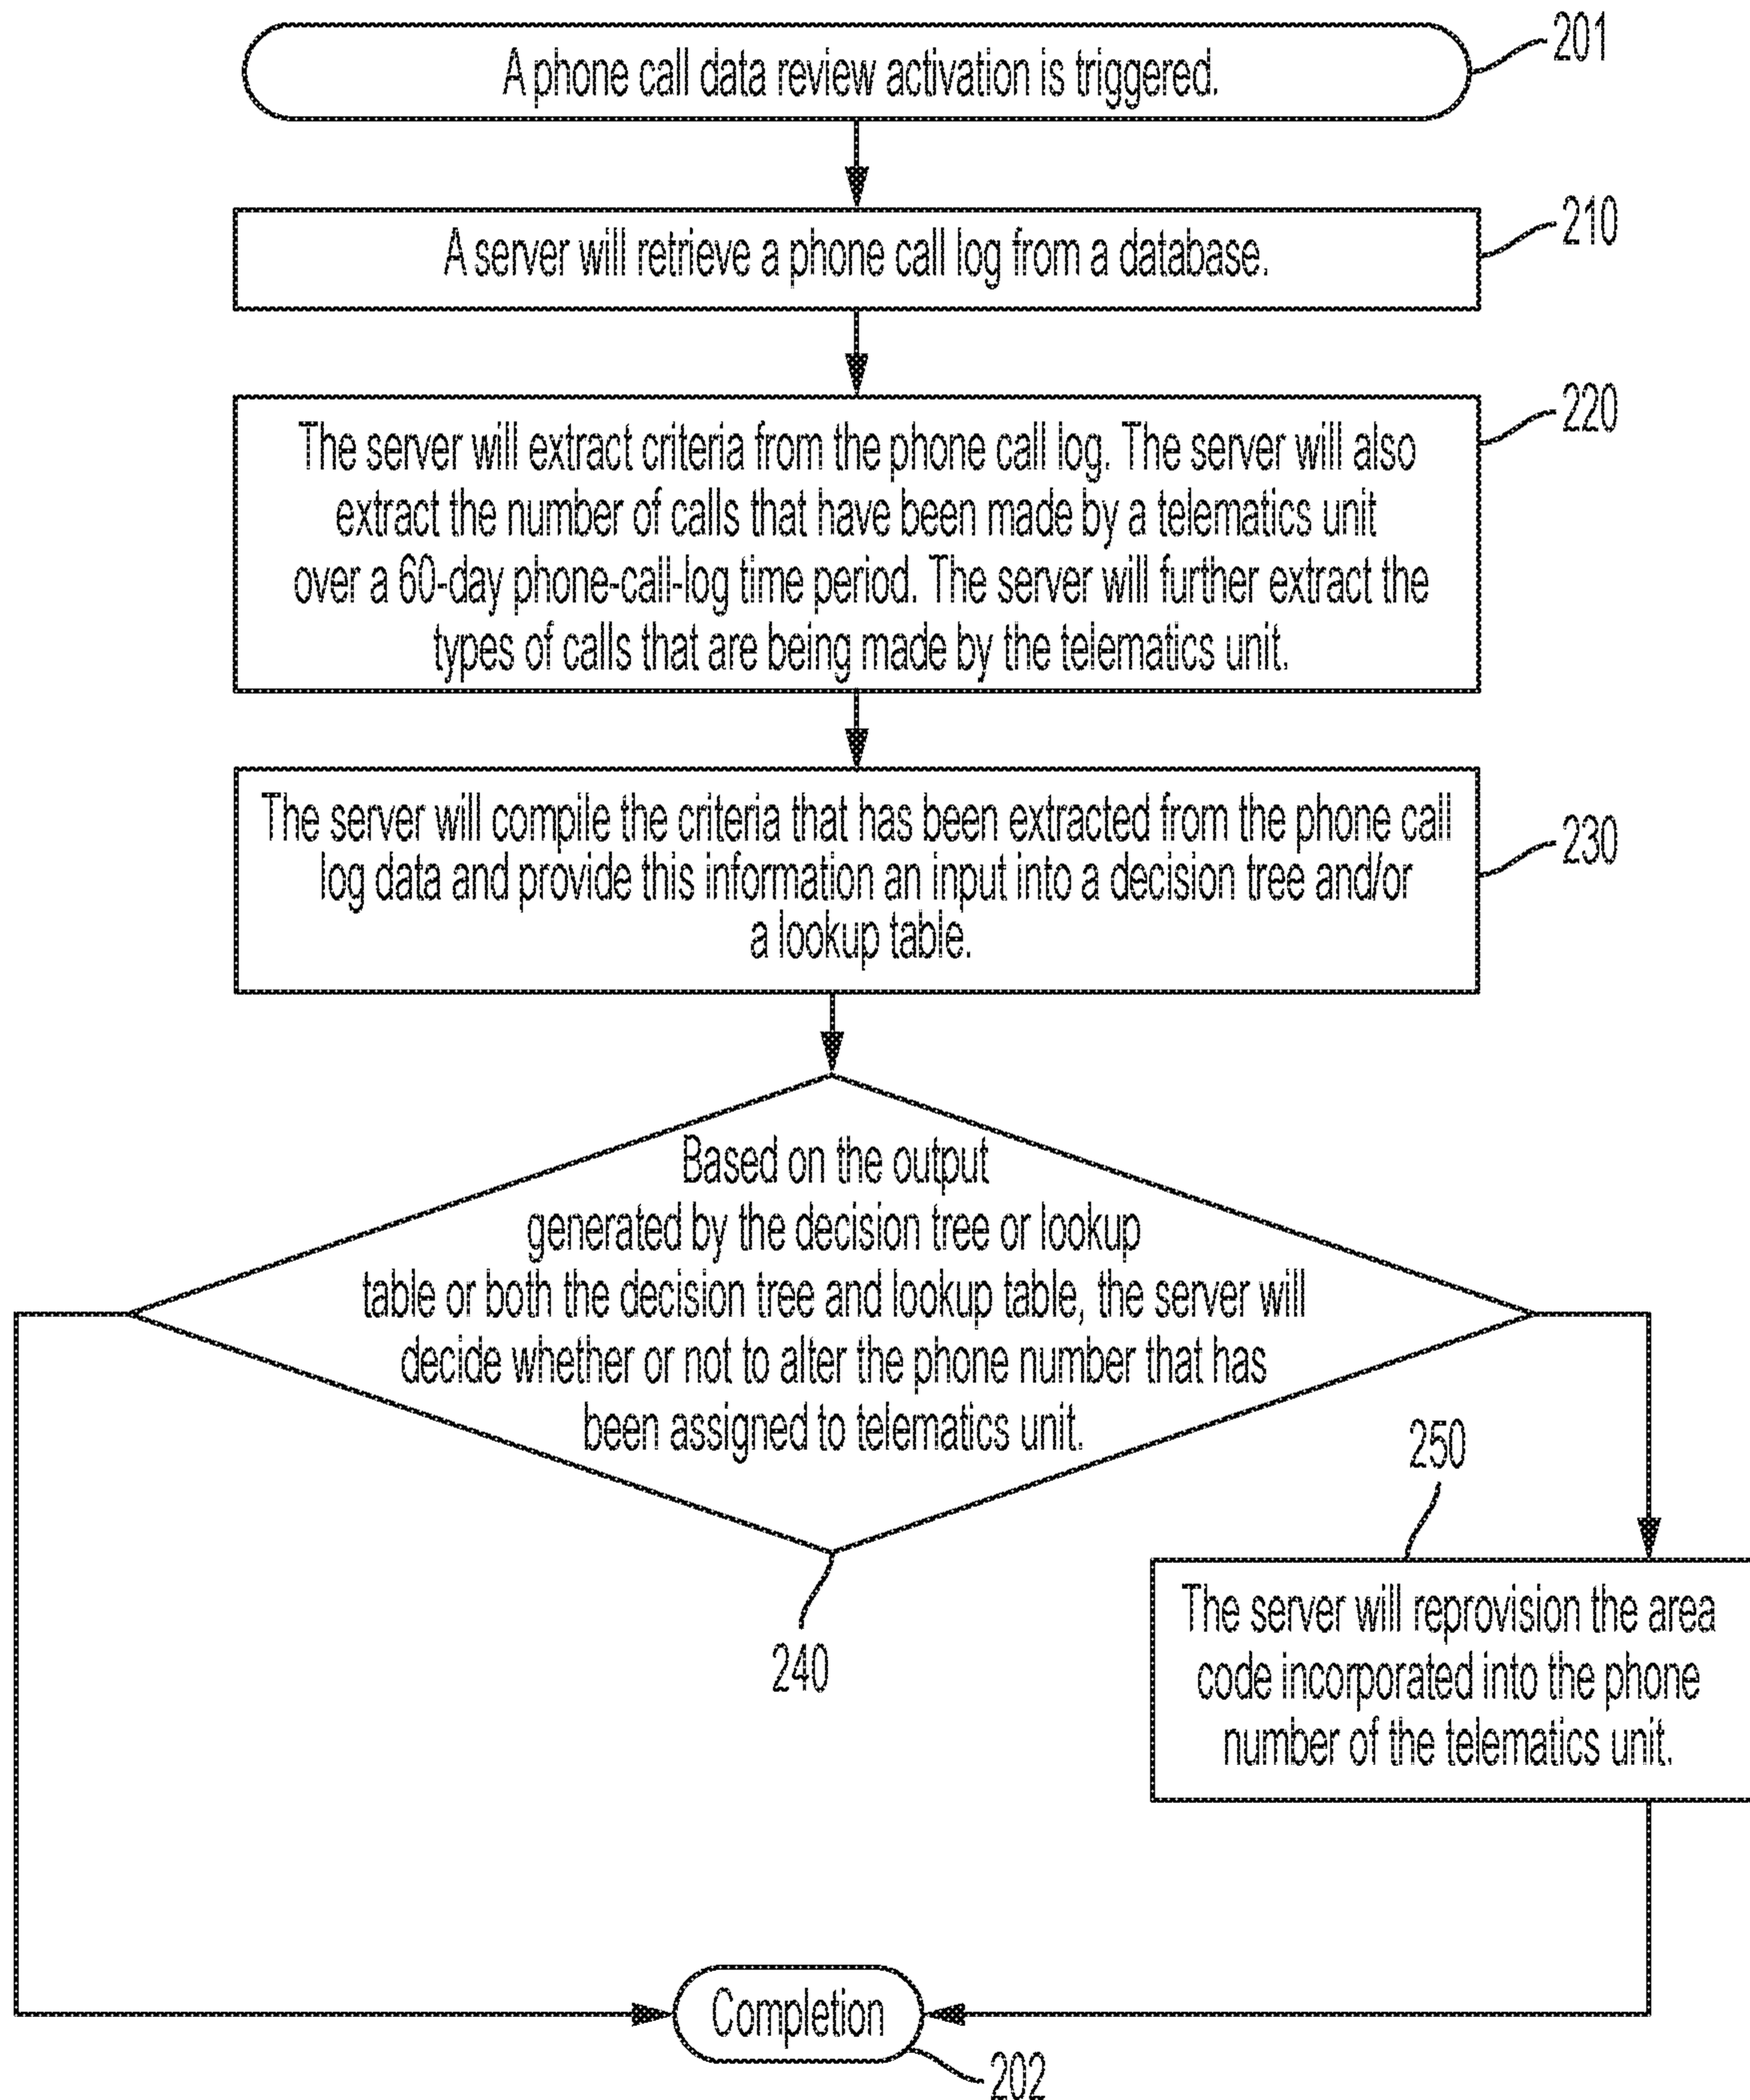 201
A phone call data review activation is triggered.
210
A server will retrieve a phone call log from a database.
220
The server will extract criteria from the phone call log. The server will also
extract the number of calls that have been made by a telematics unit
over a 60-day phone-call-log time period. The server will further extract the
types of calls that are being made by the telematics unit.
The server will compile the criteria that has been extracted from the phone call
230
log data and provide this information an input into a decision tree and/or
a lookup table.
Based on the output
generated by the decision tree or lookup
table or both the decision tree and lookup table, the server will
decide whether or not to alter the phone number that has
been assigned to telematics unit.
240
250
The server will reprovision the area
code incorporated into the phone
number of the telematics unit.
Completion
202